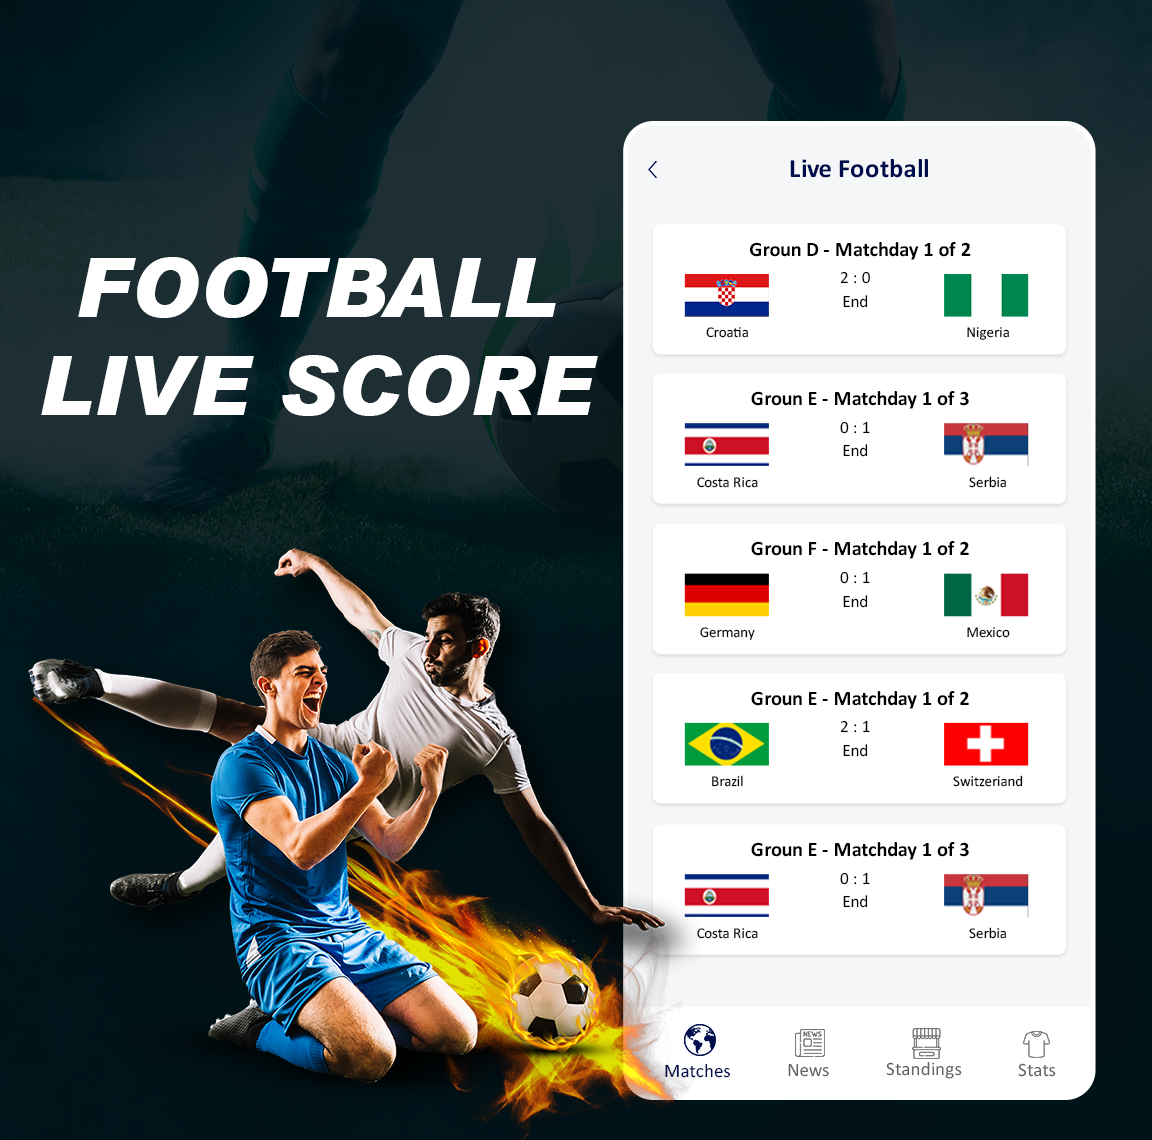 FOOTBALL
LIVE SCORE
Live Football
Groun D - Matchday 1 of 2
2 : 0
End
Croatia
Nigeria
Groun E - Matchday 1 of 3
0 : 1
End
Costa Rica
Serbia
Groun F - Matchday 1 of 2
0 : 1
End
Germany
Mexico
Groun E - Matchday 1 of 2
2 : 1
End
Brazil
Switzeriand
Groun E - Matchday 1 of 3
0 : 1
End
Costa Rica
Serbia
NEWS
Matches
News
Standings
Stats